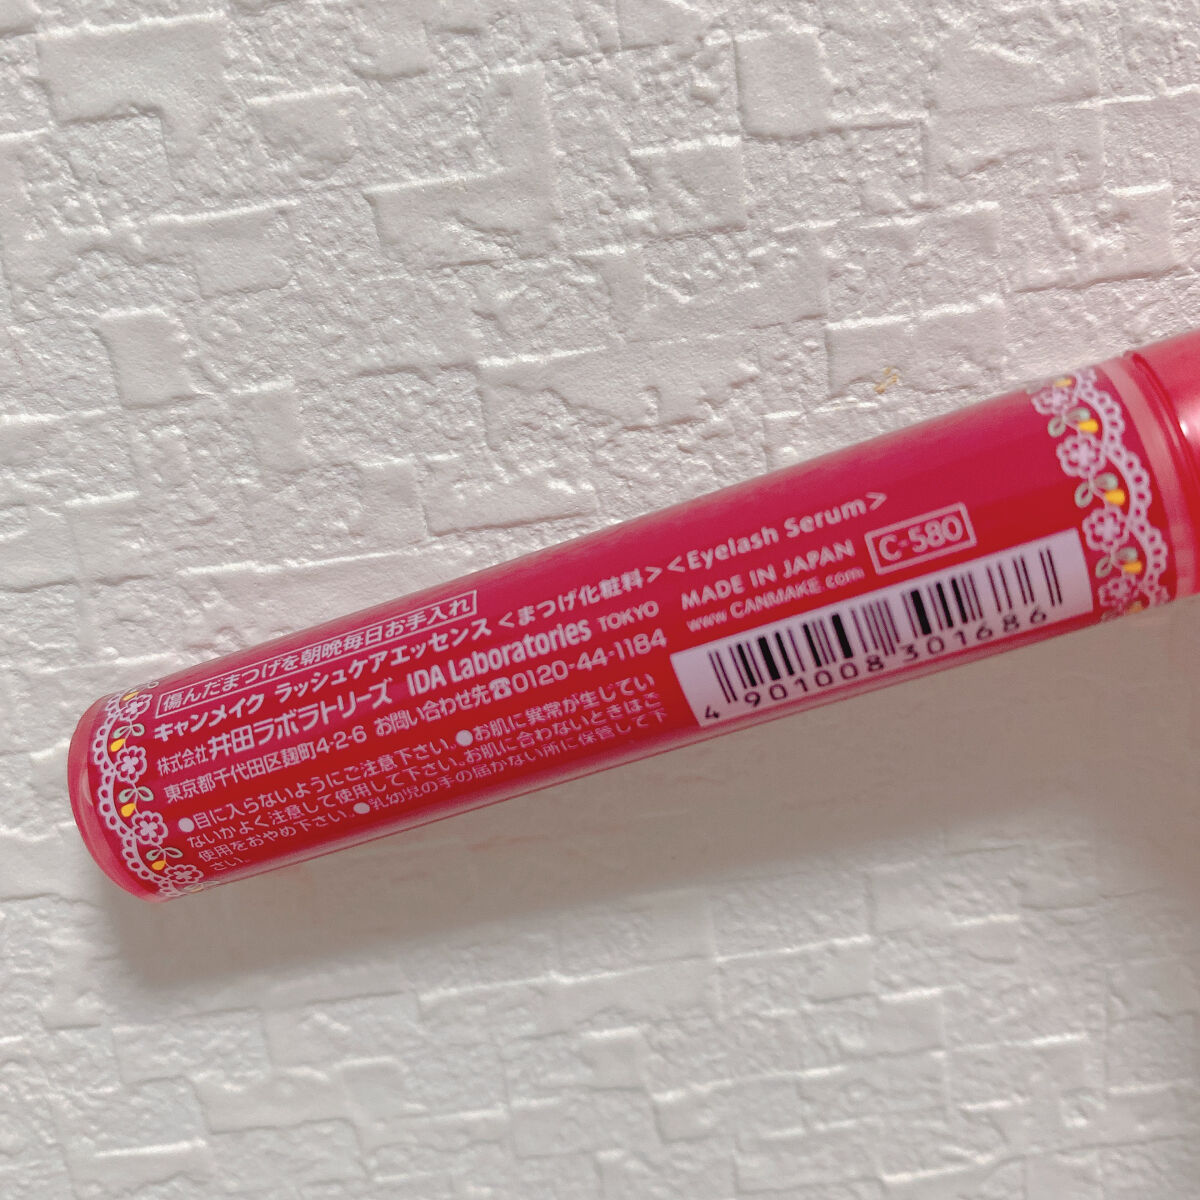 傷んだまつげを朝晩毎日お手入れ
キャンメイク ラッシュケアエッセンス <まつげ化粧料> <Eyelash Serum>
株式会社 井田ラボラトリーズ IDA Laboratories TOKYO MADE IN JAPAN C-580
東京都千代田区麹町4-2-6 お問い合わせ先☎0120-44-1184 www.CANMAKE.com
●目に入らないようにご注意下さい。●お肌に異常が生じてい
ないかよく注意して使用して下さい。お肌に合わないときはご
使用をおやめ下さい。●乳幼児の手の届かない所に保管して下
さい。
4901008301686